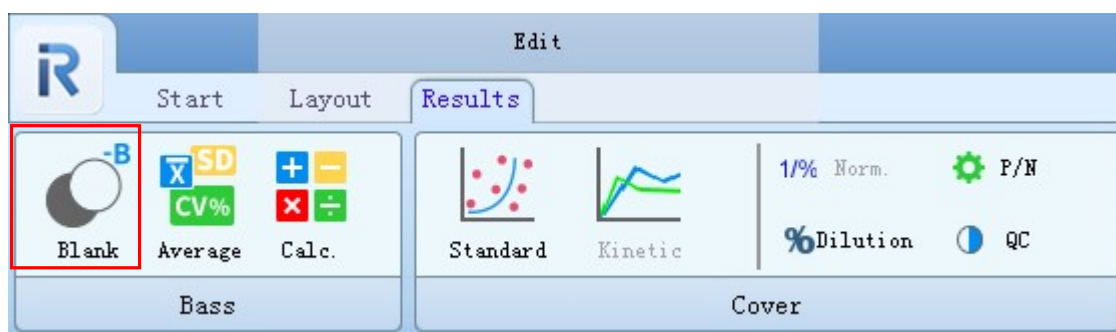 iR
Edit
Start Layout Results
-B X SD CV% + − × ÷ 1/% Norm. P/N
Blank Average Calc. Standard Kinetic %Dilution QC
Bass Cover